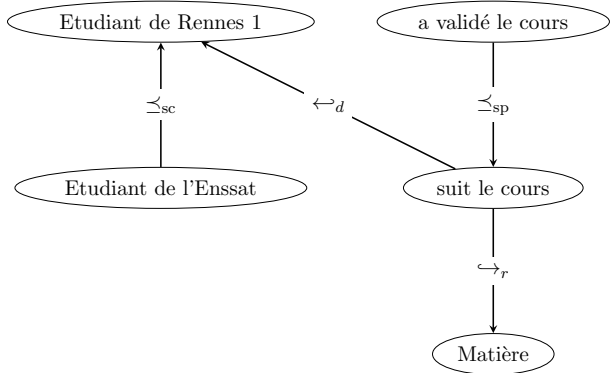 Etudiant de Rennes 1
a validé le cours
⪯sc
↩d
⪯sp
Etudiant de l'Enssat
suit le cours
↪r
Matière